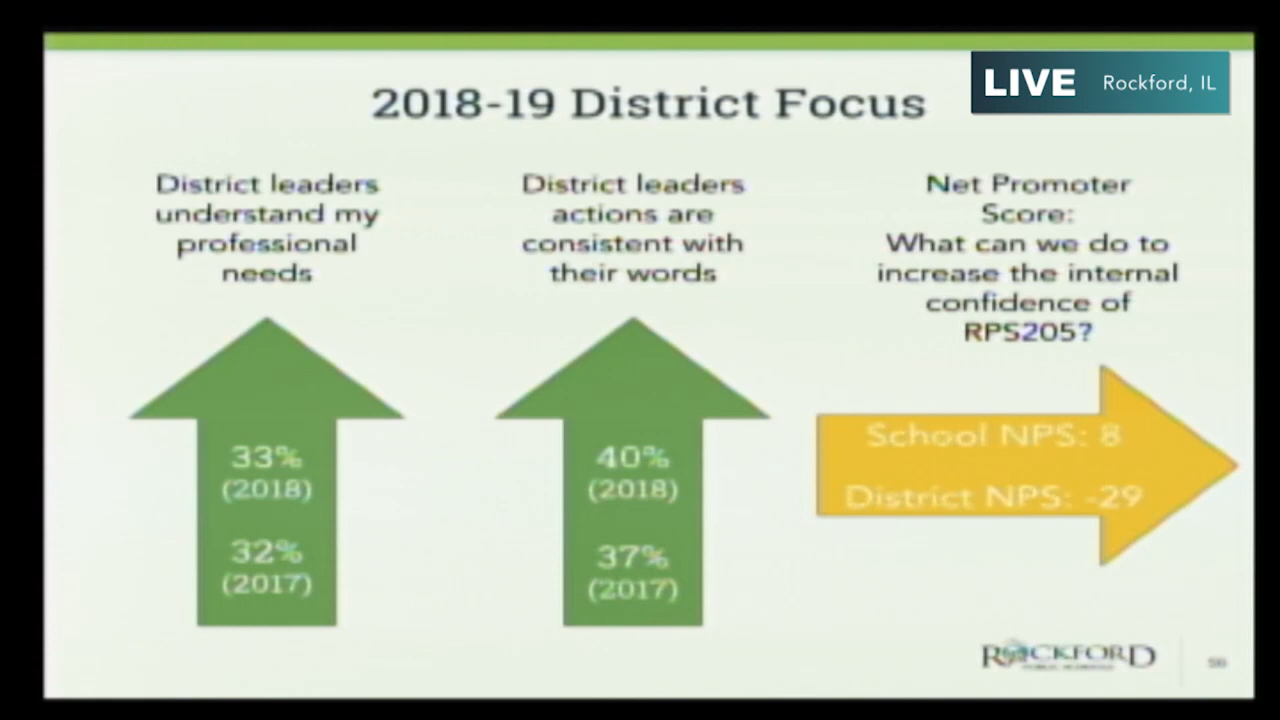 LIVE Rockford, IL
2018-19 District Focus
District leaders
understand my
professional
needs
33%
(2018)
32%
(2017)
District leaders
actions are
consistent with
their words
40%
(2018)
37%
(2017)
Net Promoter
Score:
What can we do to
increase the internal
confidence of
RPS205?
School NPS: 8
District NPS: -29
ROCKFORD